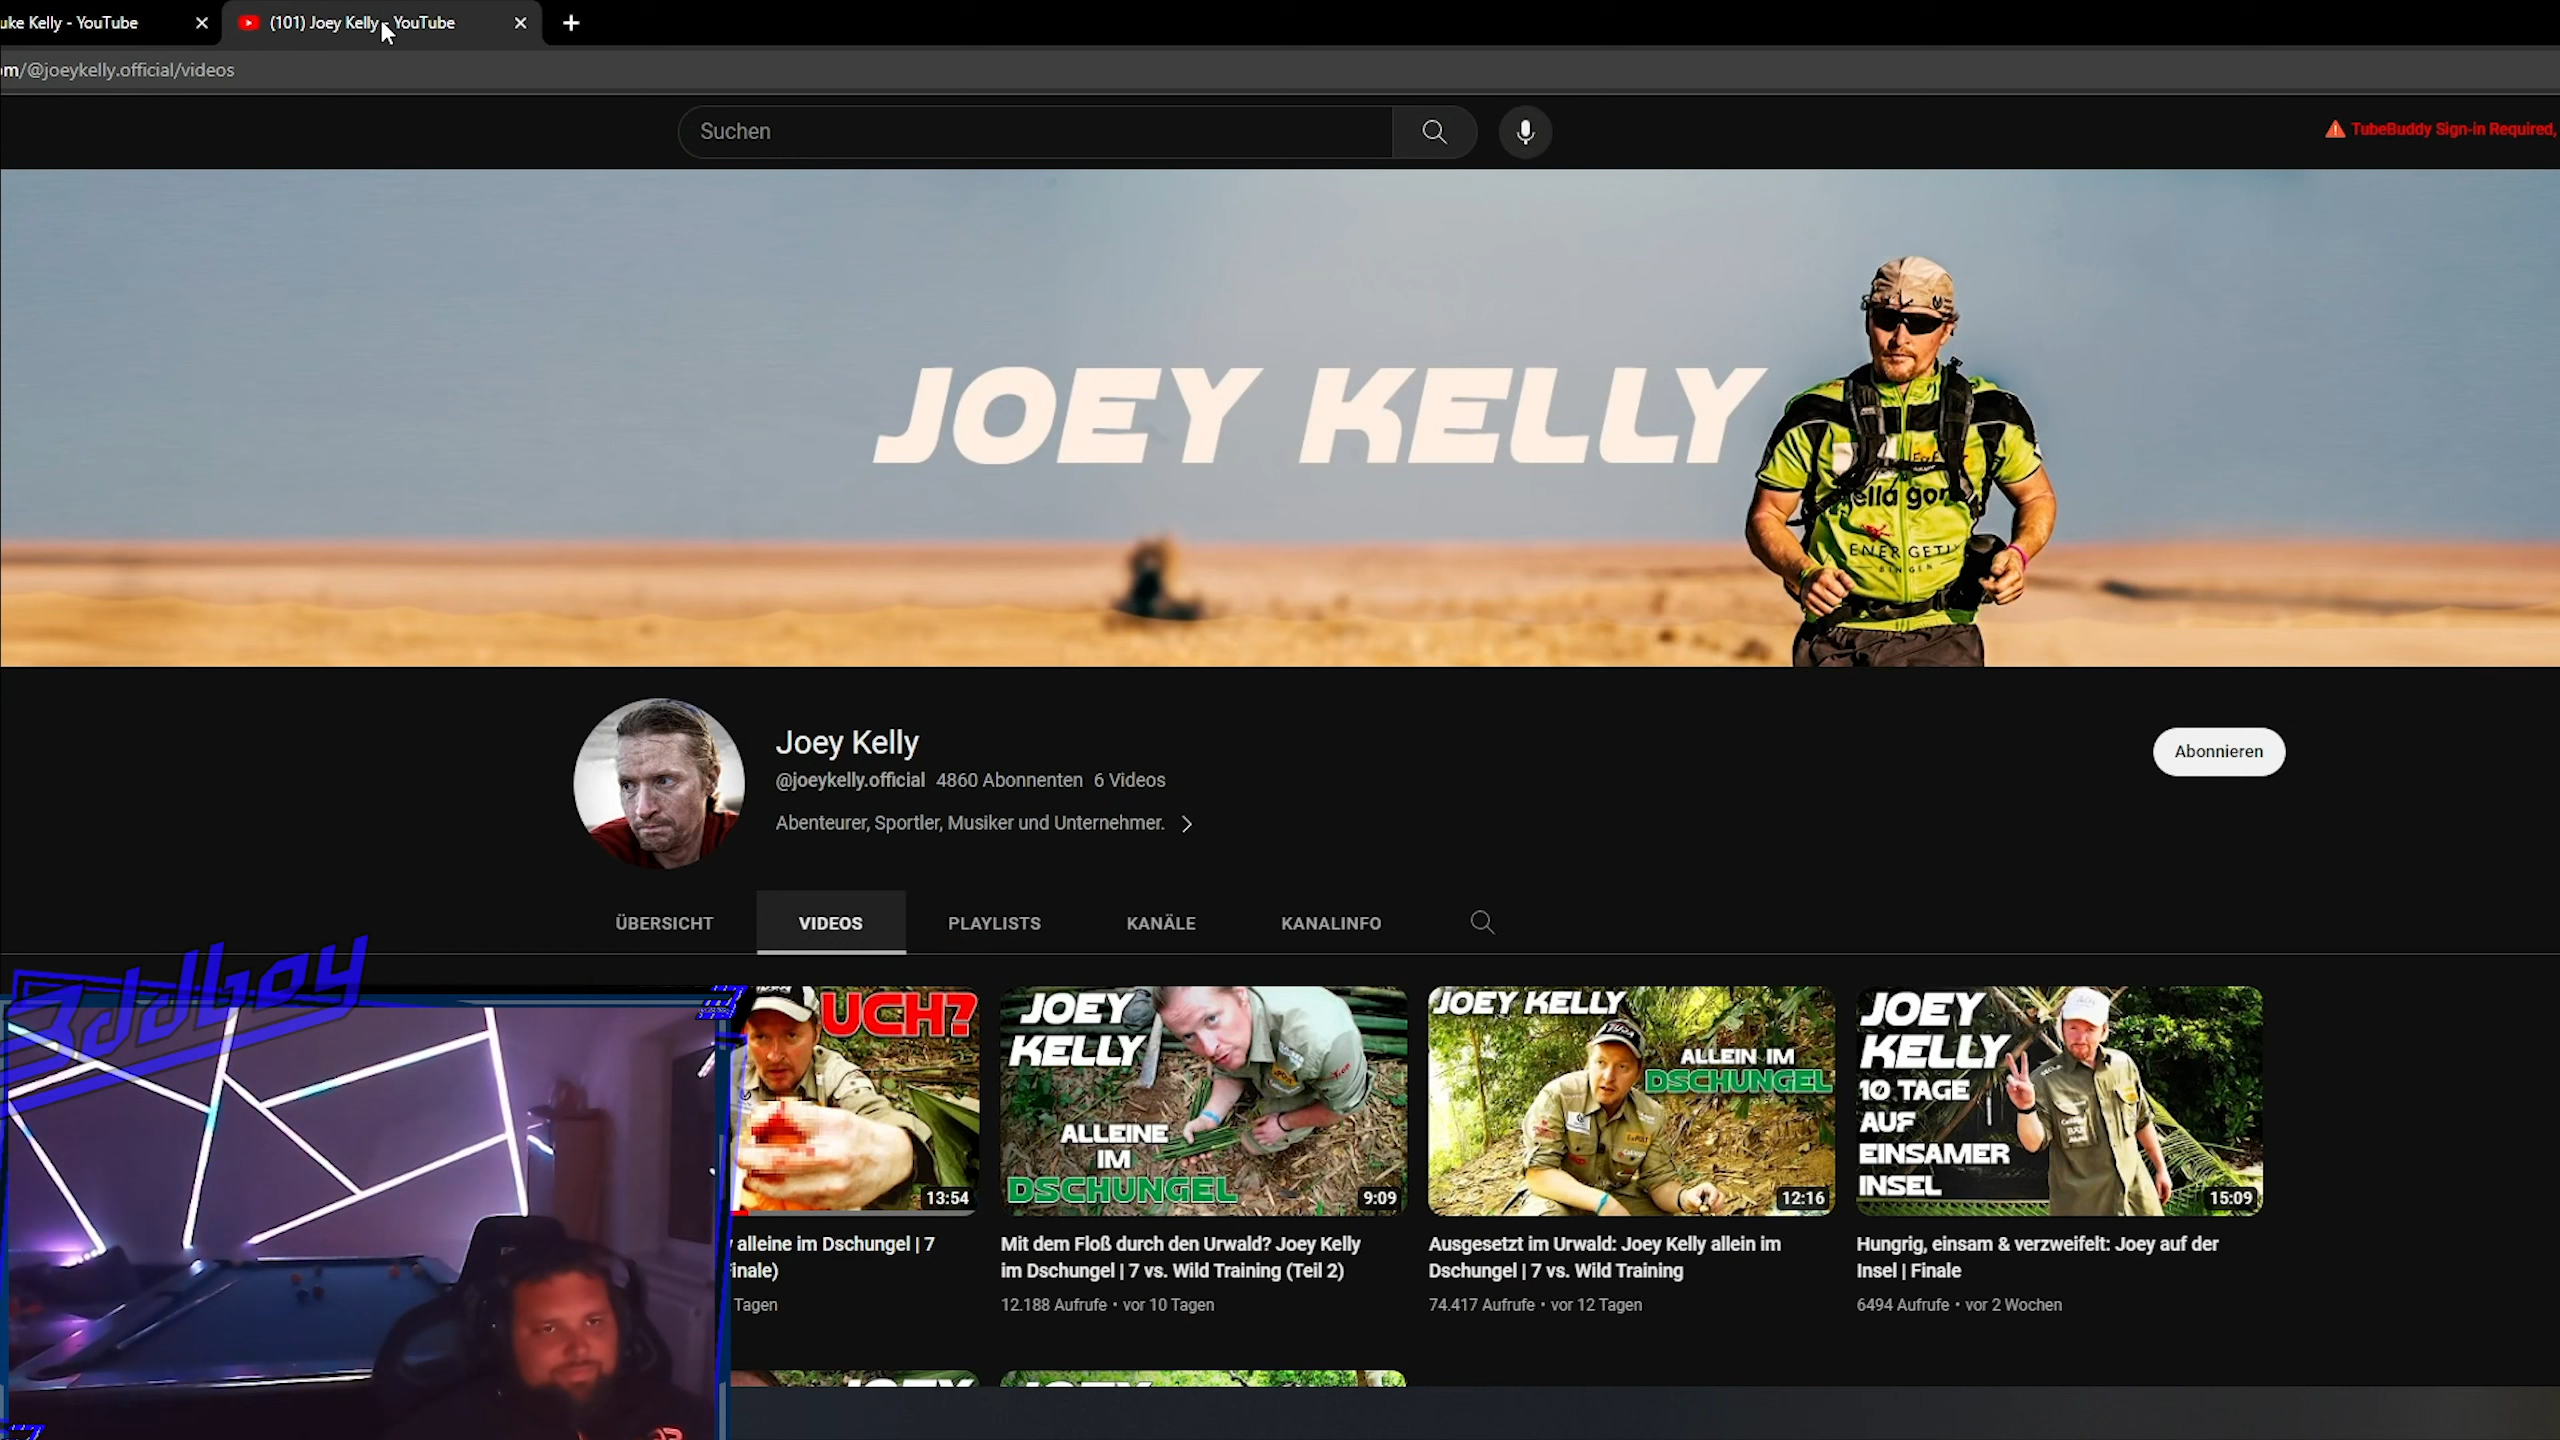 uke Kelly - YouTube
(101) Joey Kelly - YouTube
om/@joeykelly.official/videos
Suchen
TubeBuddy Sign-in Required,
JOEY KELLY
ella gor
ENERGETIX
BINGEN
Joey Kelly
@joeykelly.official 4860 Abonnenten 6 Videos
Abenteurer, Sportler, Musiker und Unternehmer.
Abonnieren
ÜBERSICHT VIDEOS PLAYLISTS KANÄLE KANALINFO
3ddboy
UCH?
13:54
JOEY
KELLY
ALLEINE
IM
DSCHUNGEL
9:09
JOEY KELLY
ALLEIN IM
DSCHUNGEL
12:16
JOEY
KELLY
10 TAGE
AUF
EINSAMER
INSEL
15:09
y alleine im Dschungel | 7
inale)
Tagen
Mit dem Floß durch den Urwald? Joey Kelly
im Dschungel | 7 vs. Wild Training (Teil 2)
12.188 Aufrufe • vor 10 Tagen
Ausgesetzt im Urwald: Joey Kelly allein im
Dschungel | 7 vs. Wild Training
74.417 Aufrufe • vor 12 Tagen
Hungrig, einsam & verzweifelt: Joey auf der
Insel | Finale
6494 Aufrufe • vor 2 Wochen